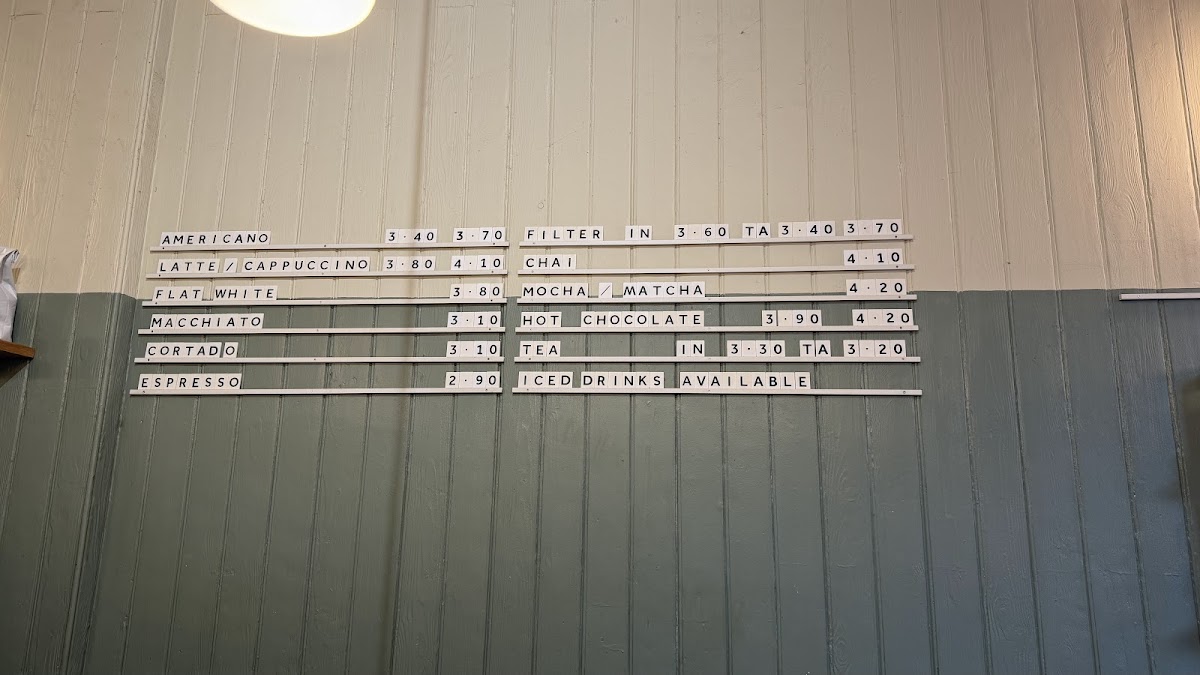 AMERICANO 3·40 3·70
LATTE/CAPPUCCINO 3·80 4·10
FLAT WHITE 3·80
MACCHIATO 3·10
CORTADO 3·10
ESPRESSO 2·90
FILTER IN 3·60 TA 3·40 3·70
CHAI 4·10
MOCHA / MATCHA 4·20
HOT CHOCOLATE 3·90 4·20
TEA IN 3·30 TA 3·20
ICED DRINKS AVAILABLE